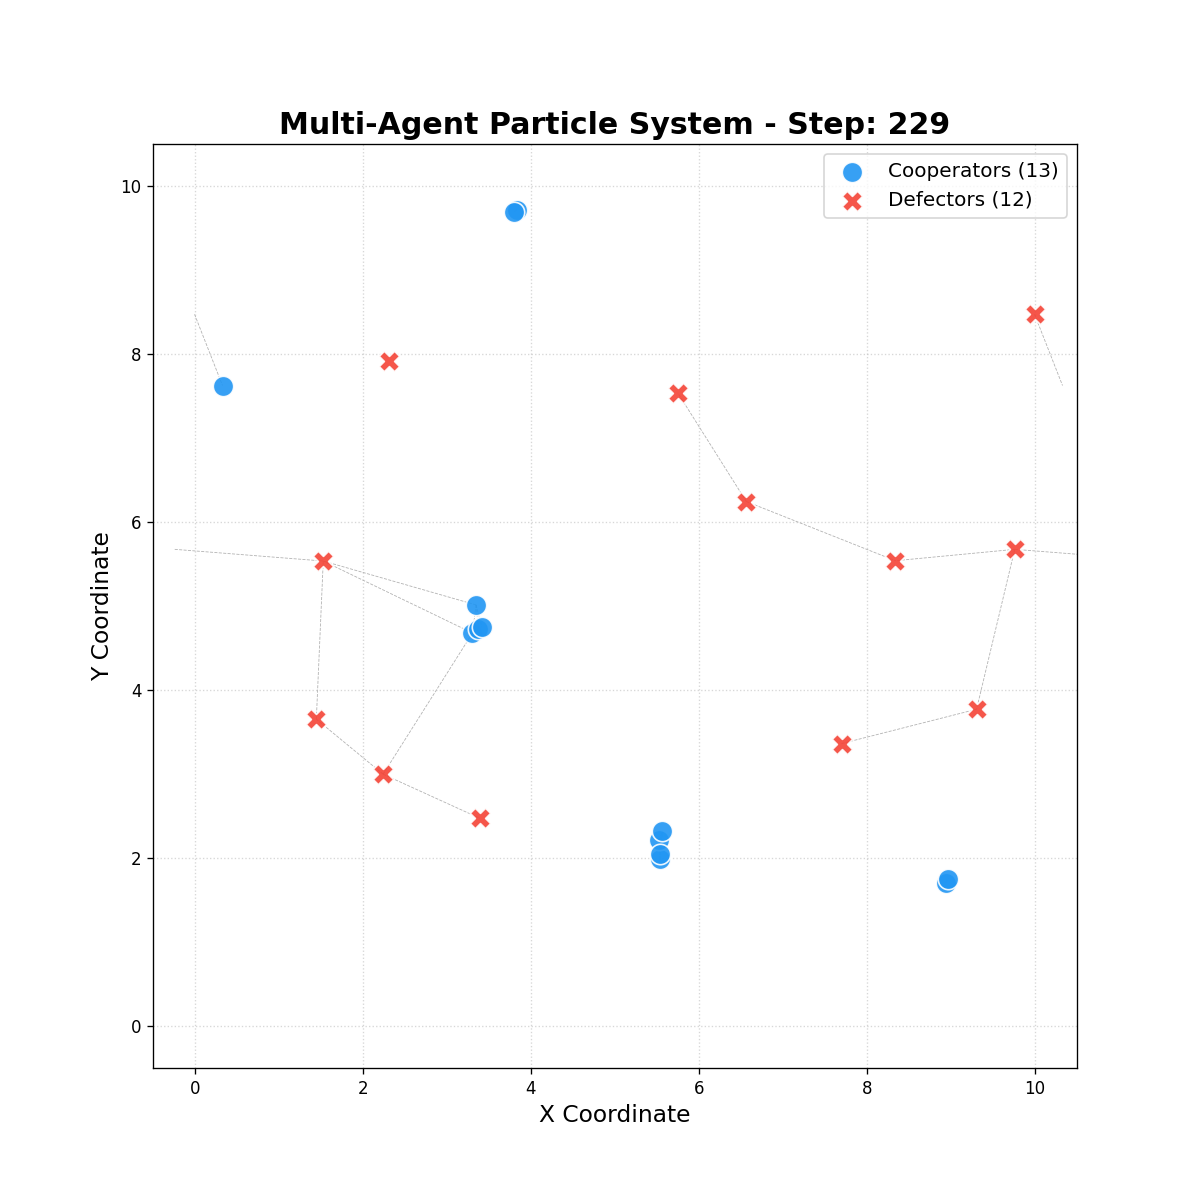 Multi-Agent Particle System - Step: 229
Cooperators (13)
Defectors (12)
10
8
6
4
2
0
Y Coordinate
0 2 4 6 8 10
X Coordinate